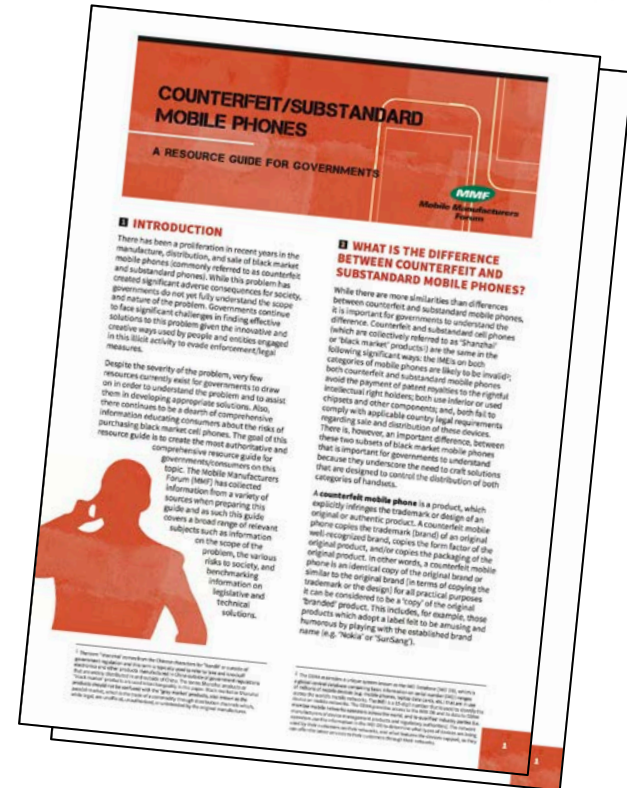 COUNTERFEIT/SUBSTANDARD
MOBILE PHONES
A RESOURCE GUIDE FOR GOVERNMENTS
MMF
Mobile Manufacturers
Forum
1 INTRODUCTION
There has been a proliferation in recent years in the
manufacture, distribution, and sale of black market
mobile phones (commonly referred to as counterfeit
and substandard phones). While this problem has
created significant adverse consequences for society,
governments do not yet fully understand the scope
and nature of the problem. Governments continue
to face significant challenges in finding effective
solutions to this problem given the innovative and
creative ways used by people and entities engaged
in this illicit activity to evade enforcement/legal
measures.
Despite the severity of the problem, very few
resources currently exist for governments to draw
on in order to understand the problem and to assist
them in developing appropriate solutions. Also,
there continues to be a dearth of comprehensive
information educating consumers about the risks of
purchasing black market cell phones. The goal of this
resource guide is to create the most authoritative and
comprehensive resource guide for
governments/consumers on this
topic. The Mobile Manufacturers
Forum (MMF) has collected
information from a variety of
sources when preparing this
guide and as such this guide
covers a broad range of relevant
subjects such as information
on the scope of the
problem, the various
risks to society, and
benchmarking
information on
legislative and
technical
solutions.
WHAT IS THE DIFFERENCE
BETWEEN COUNTERFEIT AND
SUBSTANDARD MOBILE PHONES?
While there are more similarities than differences
between counterfeit and substandard mobile phones,
it is important for governments to understand the
difference. Counterfeit and substandard cell phones
(which are collectively referred to as 'Shanzhai'
or 'black market' products¹) are the same in the
following significant ways: the IMEIs on both
categories of mobile phones are likely to be invalid²;
both counterfeit and substandard mobile phones
avoid the payment of patent royalties to the rightful
intellectual right holders; both use inferior or used
chipsets and other components; and, both fail to
comply with applicable country legal requirements
regarding sale and distribution of these devices.
There is, however, an important difference, between
these two subsets of black market mobile phones
that is important for governments to understand
because they underscore the need to craft solutions
that are designed to control the distribution of both
categories of handsets.
A counterfeit mobile phone is a product, which
explicitly infringes the trademark or design of an
original or authentic product. A counterfeit mobile
phone copies the trademark (brand) of an original
well-recognized brand, copies the form factor of the
original product, and/or copies the packaging of the
original product. In other words, a counterfeit mobile
phone is an identical copy of the original brand or
similar to the original brand (in terms of copying the
trademark or the design) for all practical purposes
it can be considered to be a 'copy' of the original
'branded' product. This includes, for example, those
products which adopt a label felt to be amusing and
humorous by playing with the established brand
name (e.g. 'Nokla' or 'SunSang').
1
1